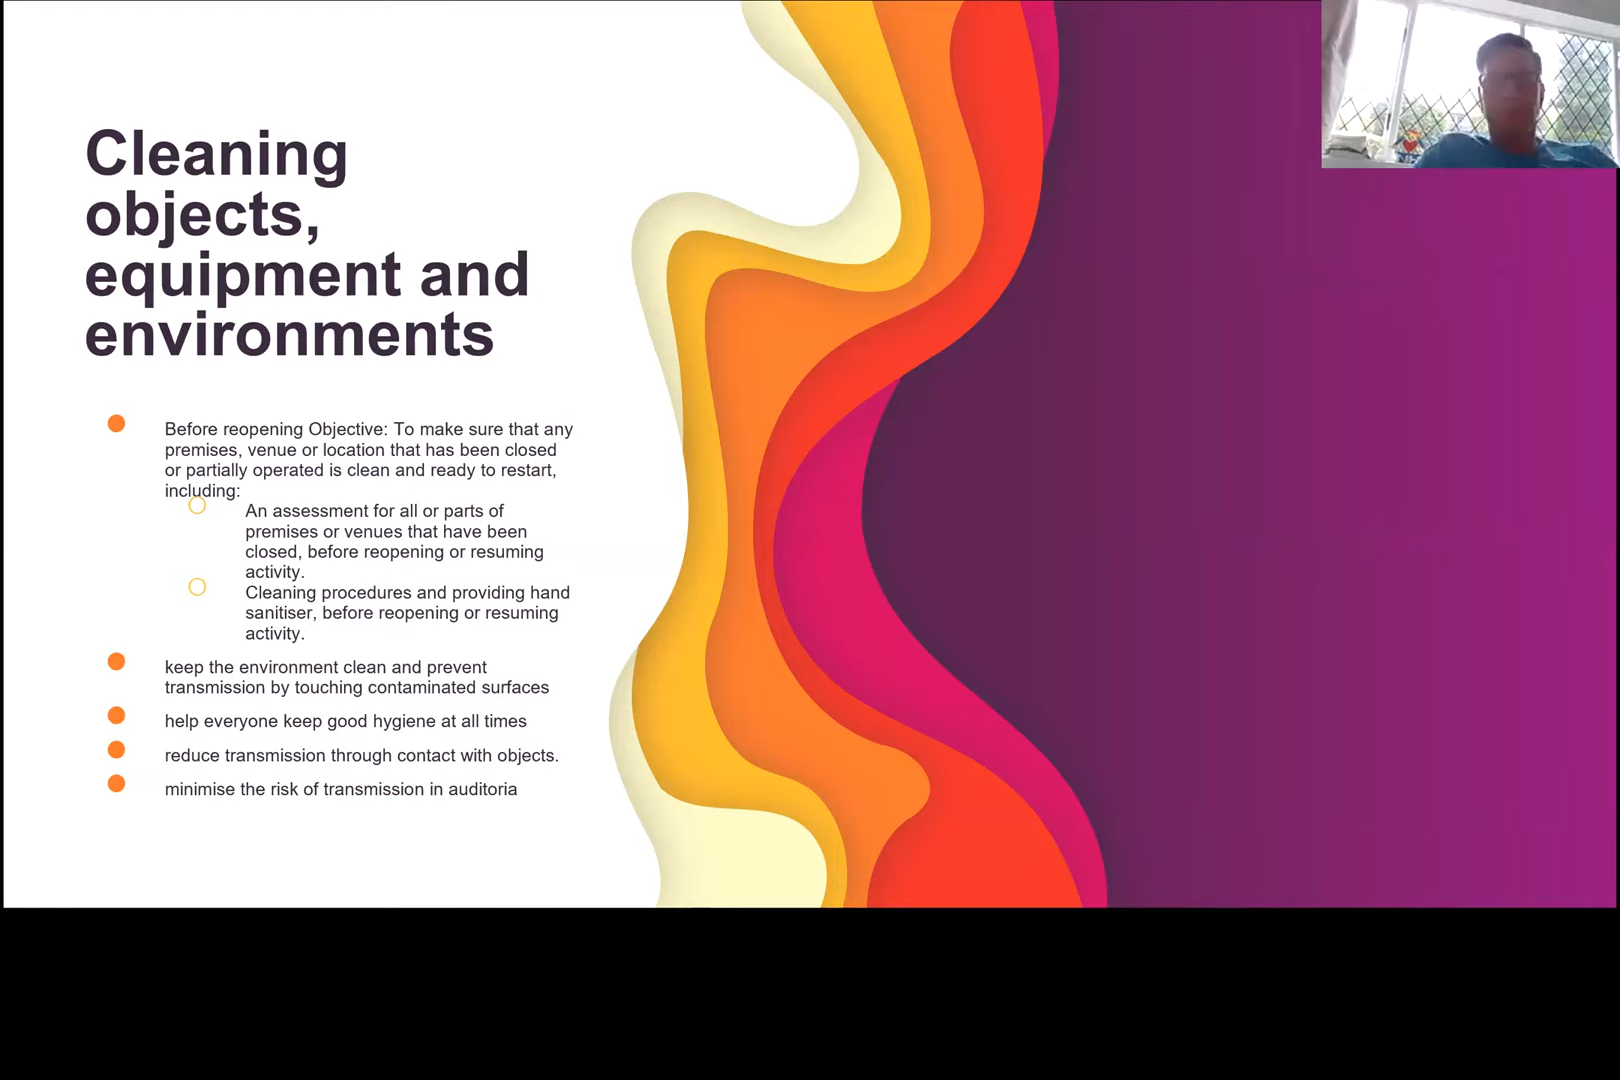 Cleaning
objects,
equipment and
environments
Before reopening Objective: To make sure that any
premises, venue or location that has been closed
or partially operated is clean and ready to restart,
including:
An assessment for all or parts of
premises or venues that have been
closed, before reopening or resuming
activity.
Cleaning procedures and providing hand
sanitiser, before reopening or resuming
activity.
keep the environment clean and prevent
transmission by touching contaminated surfaces
help everyone keep good hygiene at all times
reduce transmission through contact with objects.
minimise the risk of transmission in auditoria